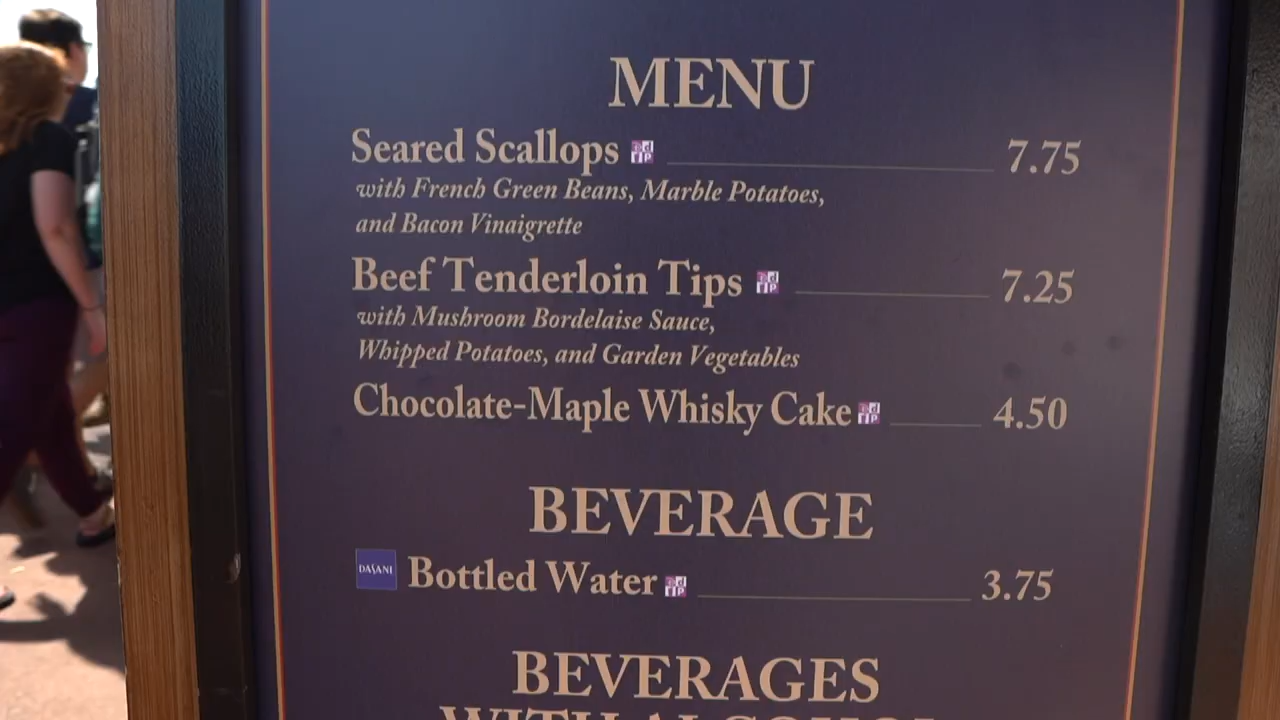 MENU
Seared Scallops 7.75
with French Green Beans, Marble Potatoes,
and Bacon Vinaigrette
Beef Tenderloin Tips 7.25
with Mushroom Bordelaise Sauce,
Whipped Potatoes, and Garden Vegetables
Chocolate-Maple Whisky Cake 4.50
BEVERAGE
DASANI Bottled Water 3.75
BEVERAGES